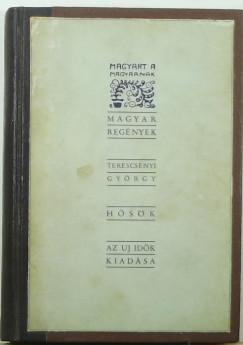 MAGYART A
MAGYARNAK
MAGYAR
REGÉNYEK
TERESCSÉNYI
GYÖRGY
HŐSÖK
AZ UJ IDŐK
KIADÁSA